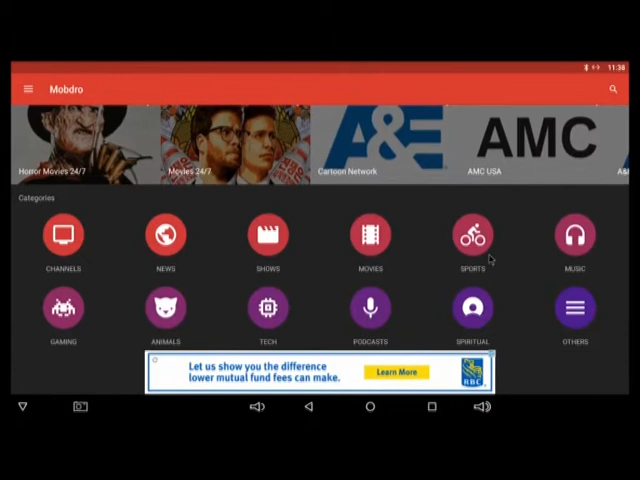 11:38
Mobdro
A&E
AMC
Horror Movies 24/7
Movies 24/7
Cartoon Network
AMC USA
A&
Categories
CHANNELS
NEWS
SHOWS
MOVIES
SPORTS
MUSIC
GAMING
ANIMALS
TECH
PODCASTS
SPIRITUAL
OTHERS
Let us show you the difference
lower mutual fund fees can make.
Learn More
RBC